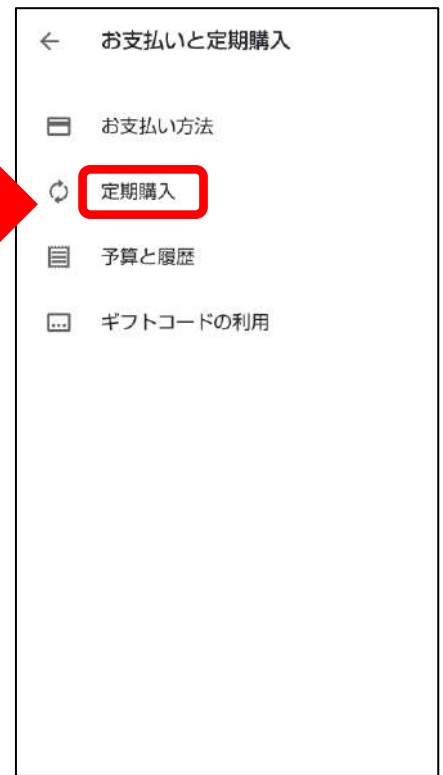 お支払いと定期購入
お支払い方法
定期購入
予算と履歴
ギフトコードの利用